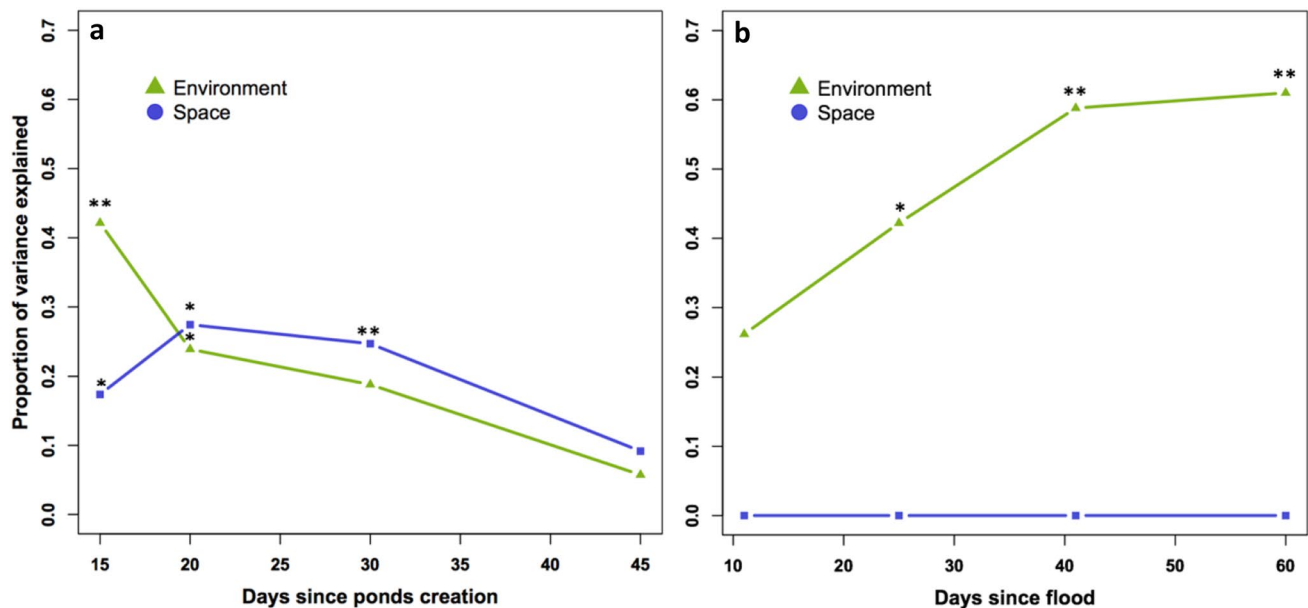 a
Environment
Space
**
*
*
*
**
0.0 0.1 0.2 0.3 0.4 0.5 0.6 0.7
Proportion of variance explained
15 20 25 30 35 40 45
Days since ponds creation
b
Environment
Space
*
**
**
0.0 0.1 0.2 0.3 0.4 0.5 0.6 0.7
10 20 30 40 50 60
Days since flood